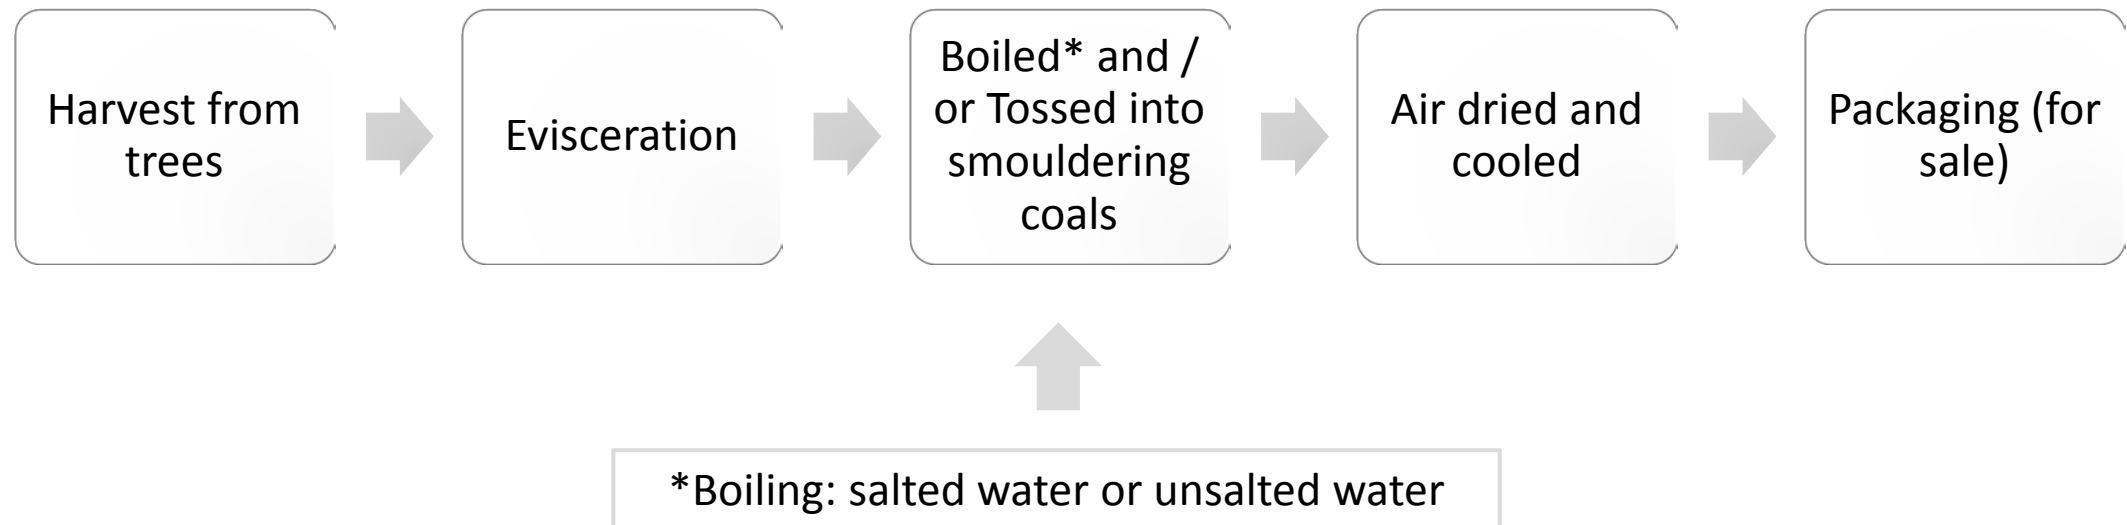 Harvest from
trees
Evisceration
Boiled* and /
or Tossed into
smouldering
coals
Air dried and
cooled
Packaging (for
sale)
*Boiling: salted water or unsalted water